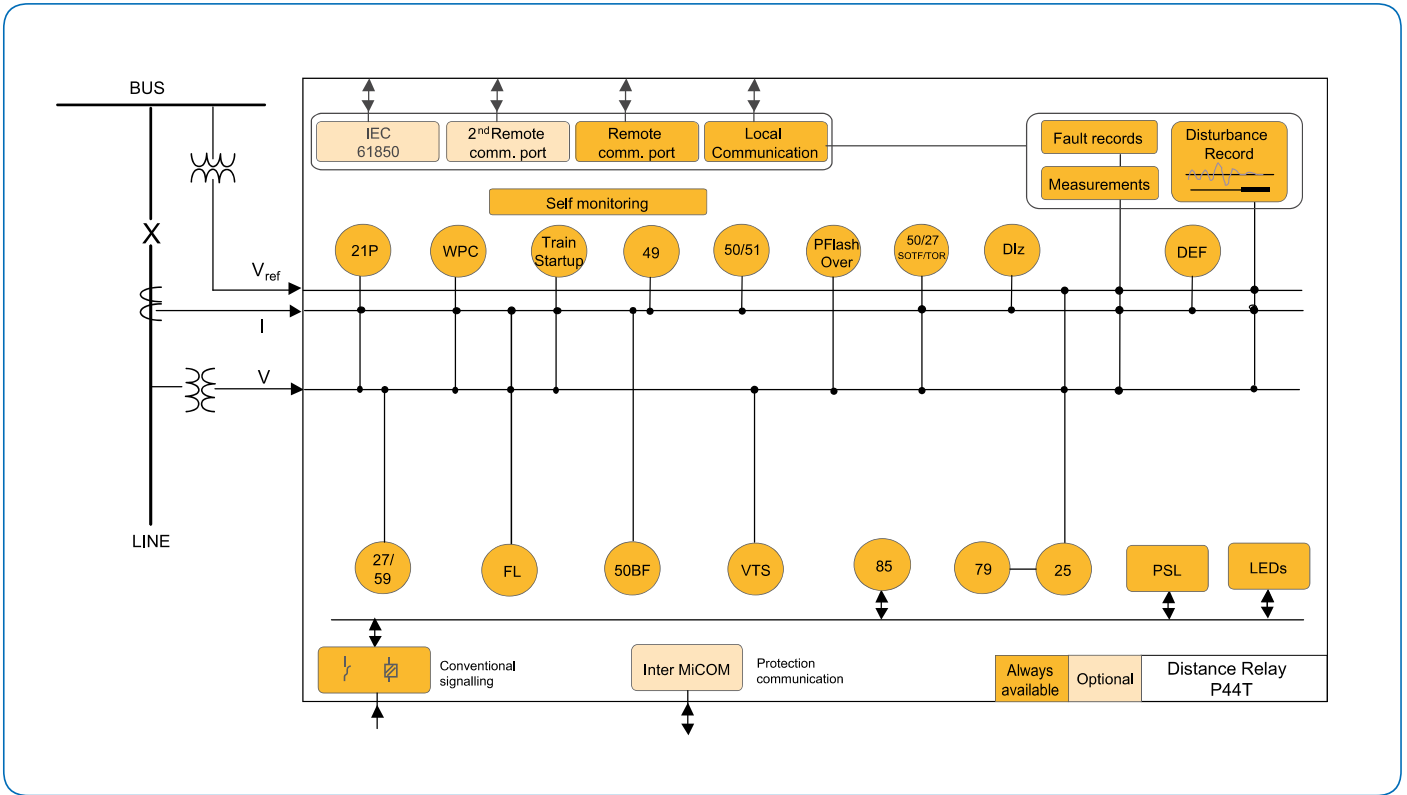 BUS
IEC
61850
2nd Remote
comm. port
Remote
comm. port
Local
Communication
Fault records
Measurements
Disturbance
Record
Self monitoring
21P
WPC
Train
Startup
49
50/51
PFlash
Over
50/27
SOTF/TOR
DIz
DEF
X
Vref
I
V
LINE
27/
59
FL
50BF
VTS
85
79
25
PSL
LEDs
Conventional
signalling
Inter MiCOM
Protection
communication
Always
available
Optional
Distance Relay
P44T